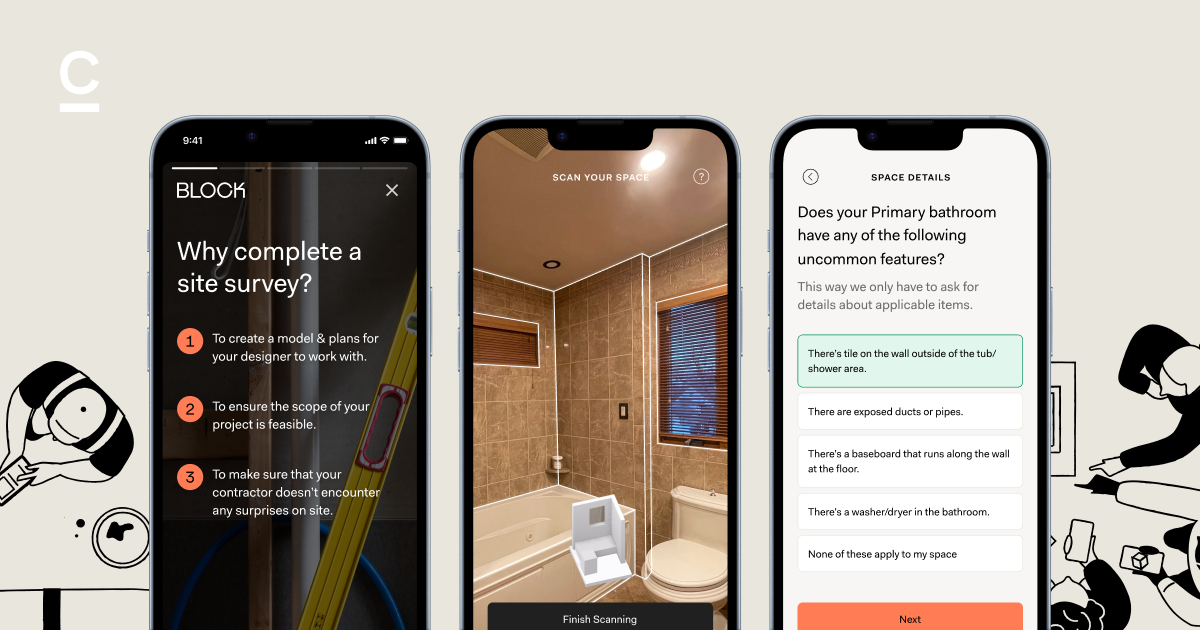 C
9:41
BLOCK
Why complete a
site survey?
1
To create a model & plans for
your designer to work with.
2
To ensure the scope of your
project is feasible.
3
To make sure that your
contractor doesn't encounter
any surprises on site.
SCAN YOUR SPACE
?
Finish Scanning
SPACE DETAILS
Does your Primary bathroom
have any of the following
uncommon features?
This way we only have to ask for
details about applicable items.
There's tile on the wall outside of the tub/
shower area.
There are exposed ducts or pipes.
There's a baseboard that runs along the wall
at the floor.
There's a washer/dryer in the bathroom.
None of these apply to my space
Next